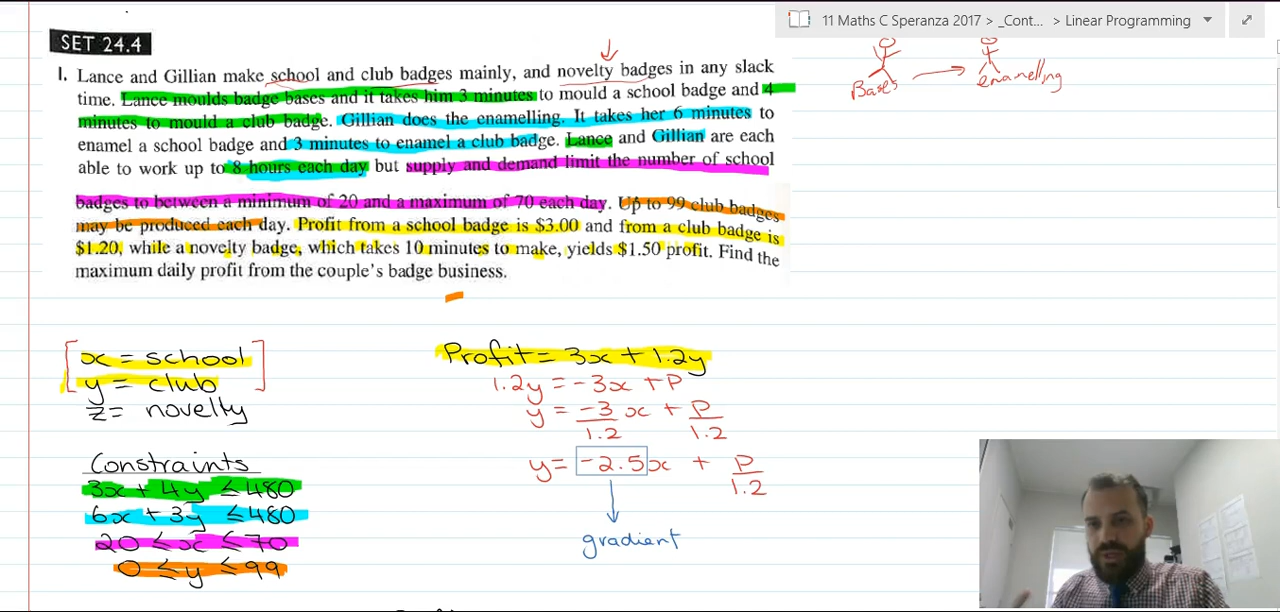 11 Maths C Speranza 2017 > _Cont... > Linear Programming
SET 24.4
1. Lance and Gillian make school and club badges mainly, and novelty badges in any slack
time. Lance moulds badge bases and it takes him 3 minutes to mould a school badge and 4
minutes to mould a club badge. Gillian does the enamelling. It takes her 6 minutes to
enamel a school badge and 3 minutes to enamel a club badge. Lance and Gillian are each
able to work up to 8 hours each day but supply and demand limit the number of school
badges to between a minimum of 20 and a maximum of 70 each day. Up to 99 club badges
may be produced each day. Profit from a school badge is $3.00 and from a club badge is
$1.20, while a novelty badge, which takes 10 minutes to make, yields $1.50 profit. Find the
maximum daily profit from the couple's badge business.
Bases
enamelling
x = school
y = club
z = novelty
Constraints
3x + 4y ≤ 480
6x + 3y ≤ 480
20 ≤ x ≤ 70
0 ≤ y ≤ 99
Profit = 3x + 1.2y
1.2y = -3x + P
y = -3/1.2 x + P/1.2
y = -2.5x + P/1.2
gradient